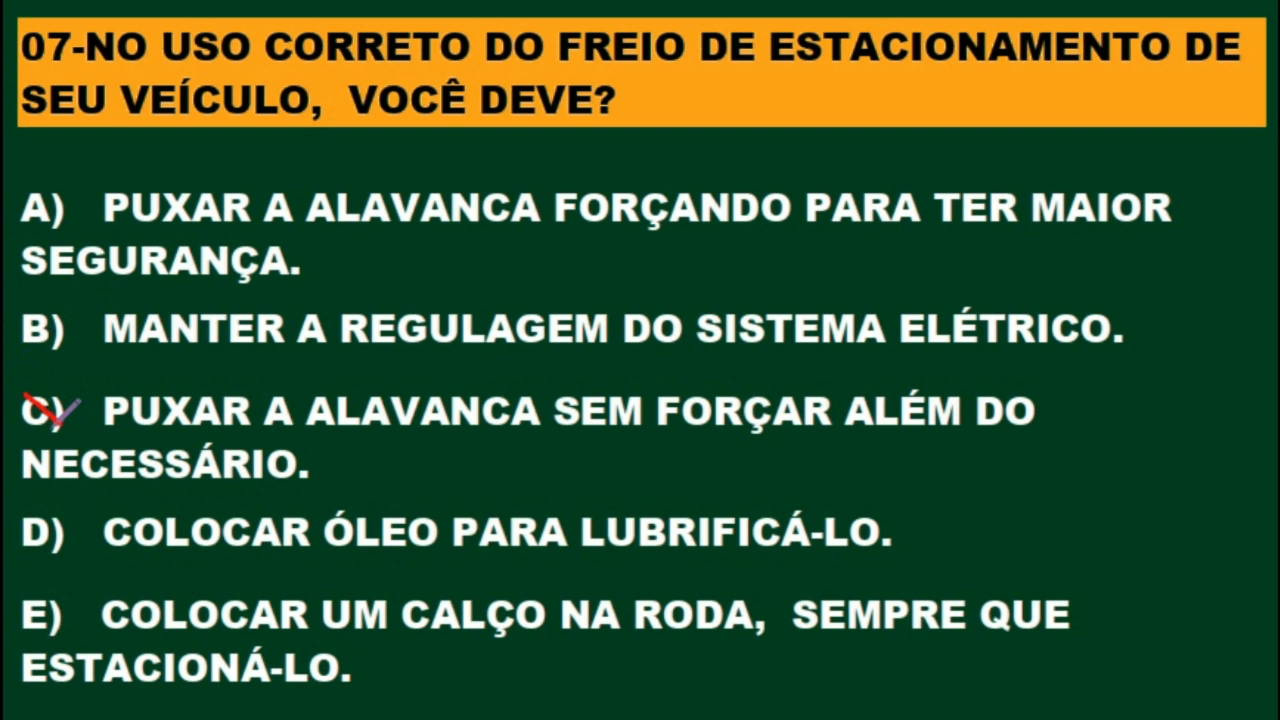 07-NO USO CORRETO DO FREIO DE ESTACIONAMENTO DE
SEU VEÍCULO, VOCÊ DEVE?
A) PUXAR A ALAVANCA FORÇANDO PARA TER MAIOR
SEGURANÇA.
B) MANTER A REGULAGEM DO SISTEMA ELÉTRICO.
C) PUXAR A ALAVANCA SEM FORÇAR ALÉM DO
NECESSÁRIO.
D) COLOCAR ÓLEO PARA LUBRIFICÁ-LO.
E) COLOCAR UM CALÇO NA RODA, SEMPRE QUE
ESTACIONÁ-LO.